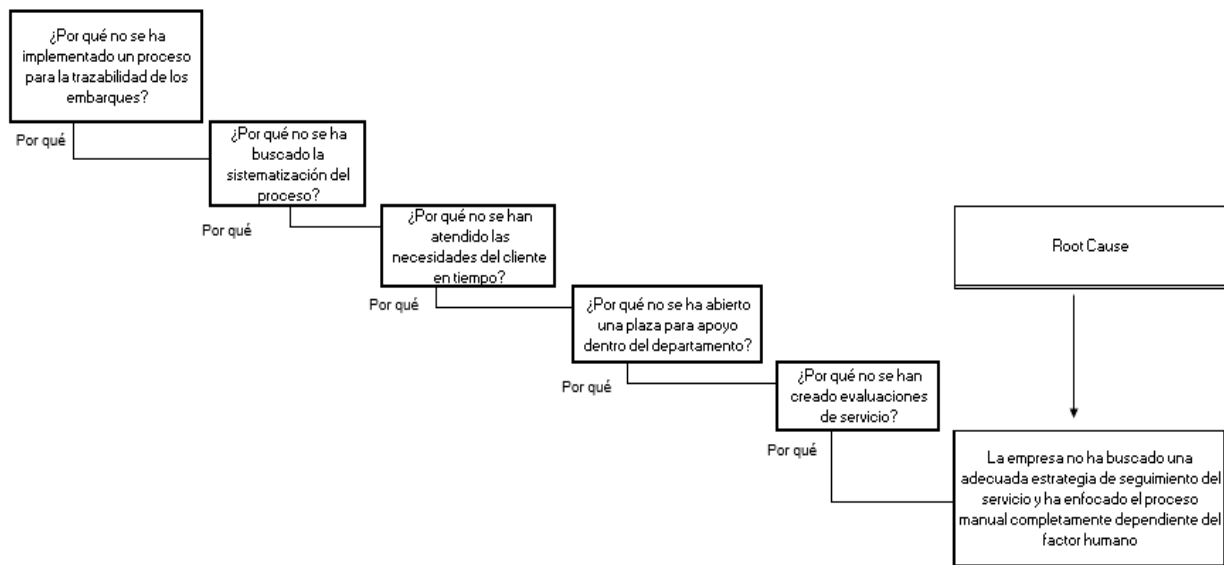 ¿Por qué no se ha
implementado un proceso
para la trazabilidad de los
embarques?
Por qué
¿Por qué no se ha
buscado la
sistematización del
proceso?
Por qué
¿Por qué no se han
atendido las
necesidades del cliente
en tiempo?
Por qué
¿Por qué no se ha abierto
una plaza para apoyo
dentro del departamento?
Por qué
¿Por qué no se han
creado evaluaciones
de servicio?
Por qué
Root Cause
La empresa no ha buscado una
adecuada estrategia de seguimiento del
servicio y ha enfocado el proceso
manual completamente dependiente del
factor humano